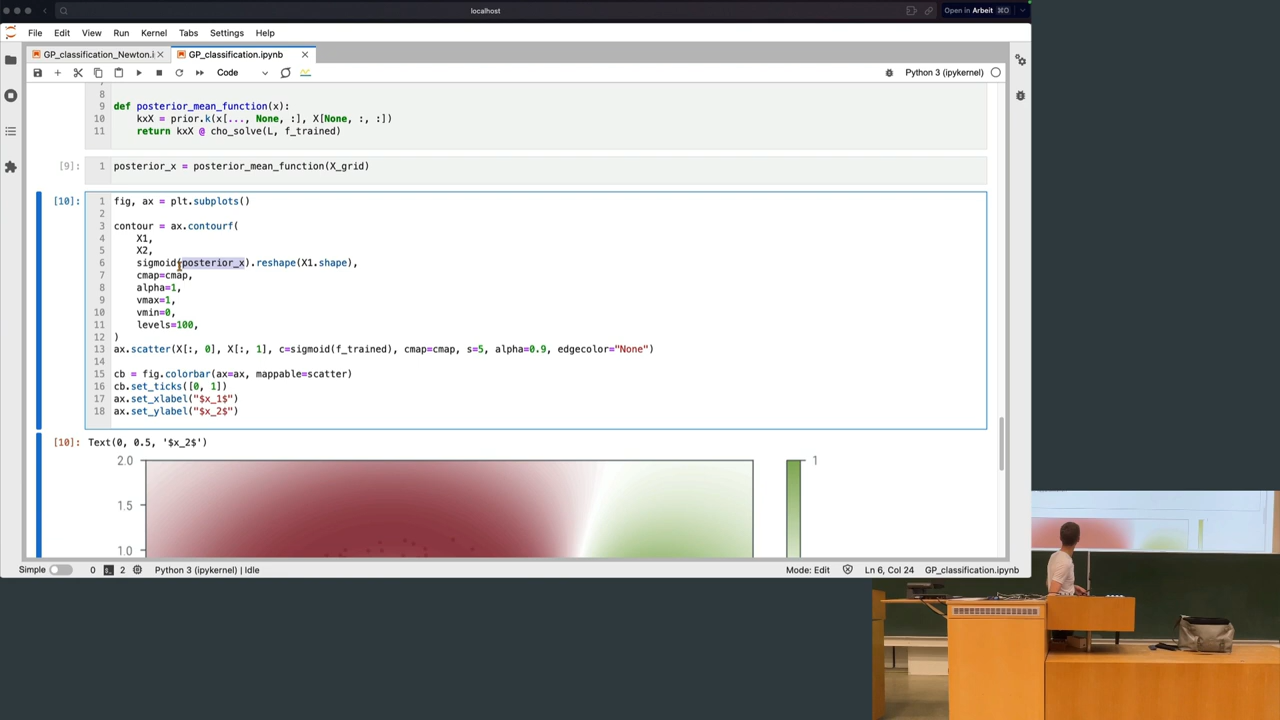 localhost
Open in Arbeit ⌘O
File Edit View Run Kernel Tabs Settings Help
GP_classification_Newton.i
GP_classification.ipynb
Code
Python 3 (ipykernel)
8
9 def posterior_mean_function(x):
10 kxX = prior.k(x[..., None, :], X[None, :, :])
11 return kxX @ cho_solve(L, f_trained)
[9]: 1 posterior_x = posterior_mean_function(X_grid)
[10]: 1 fig, ax = plt.subplots()
2
3 contour = ax.contourf(
4 X1,
5 X2,
6 sigmoid(posterior_x).reshape(X1.shape),
7 cmap=cmap,
8 alpha=1,
9 vmax=1,
10 vmin=0,
11 levels=100,
12 )
13 ax.scatter(X[:, 0], X[:, 1], c=sigmoid(f_trained), cmap=cmap, s=5, alpha=0.9, edgecolor="None")
14
15 cb = fig.colorbar(ax=ax, mappable=scatter)
16 cb.set_ticks([0, 1])
17 ax.set_xlabel("$x_1$")
18 ax.set_ylabel("$x_2$")
[10]: Text(0, 0.5, '$x_2$')
2.0
1
1.5
1.0
Simple 0 2 Python 3 (ipykernel) | Idle Mode: Edit Ln 6, Col 24 GP_classification.ipynb